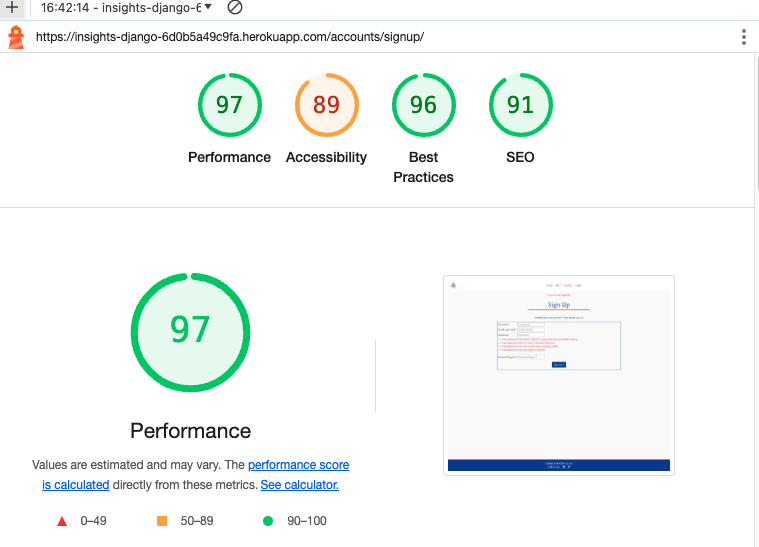 16:42:14 - insights-django-6
https://insights-django-6d0b5a49c9fa.herokuapp.com/accounts/signup/
97 89 96 91
Performance Accessibility Best Practices SEO
97
Performance
Values are estimated and may vary. The performance score
is calculated directly from these metrics. See calculator.
0–49 50–89 90–100
Sign Up